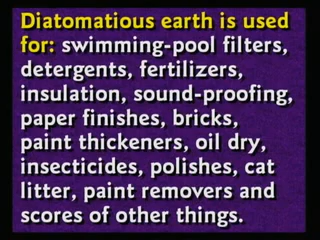 Diatomatious earth is used
for: swimming-pool filters,
detergents, fertilizers,
insulation, sound-proofing,
paper finishes, bricks,
paint thickeners, oil dry,
insecticides, polishes, cat
litter, paint removers and
scores of other things.